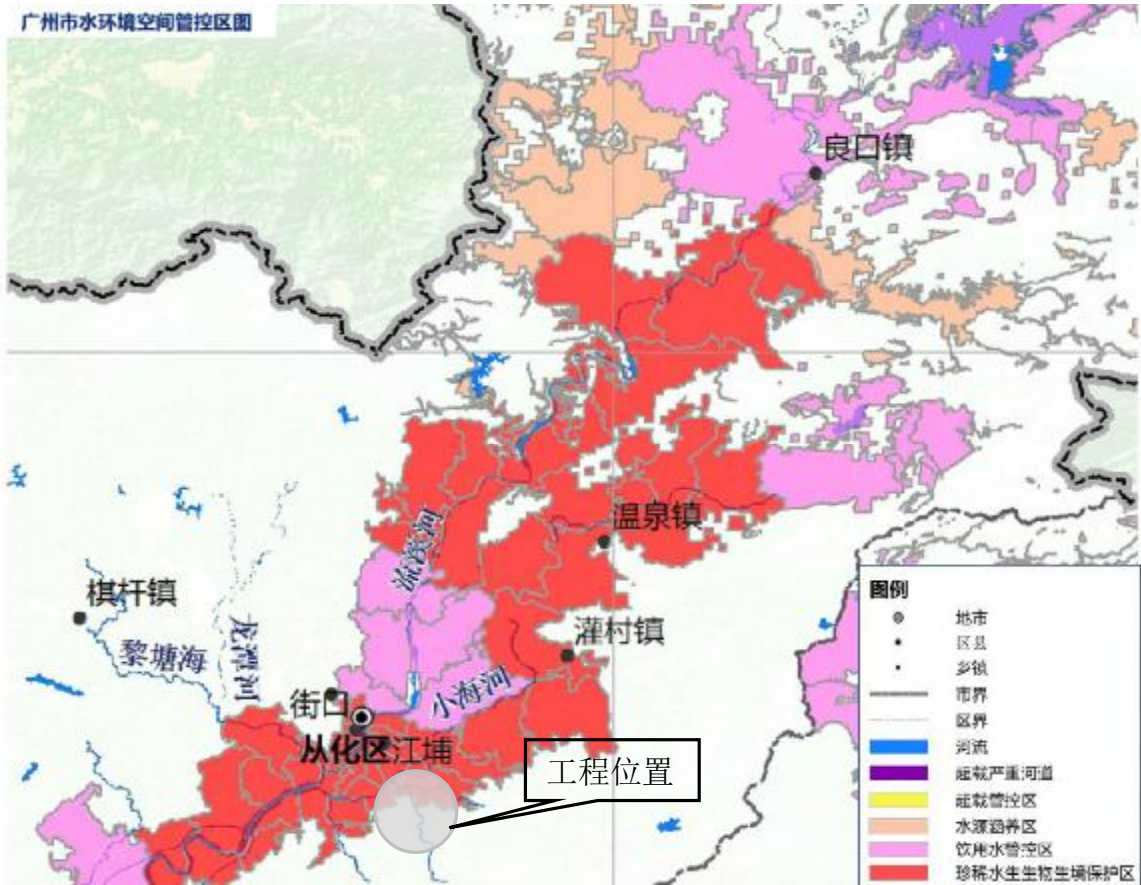 广州市水环境空间管控区图
良口镇
温泉镇
流溪河
棋杆镇
黎塘海
龙潭河
灌村镇
小海河
街口
从化区江埔
工程位置
图例
地市
区县
乡镇
市界
区界
河流
超载严重河道
超载管控区
水源涵养区
饮用水管控区
珍稀水生生物生境保护区